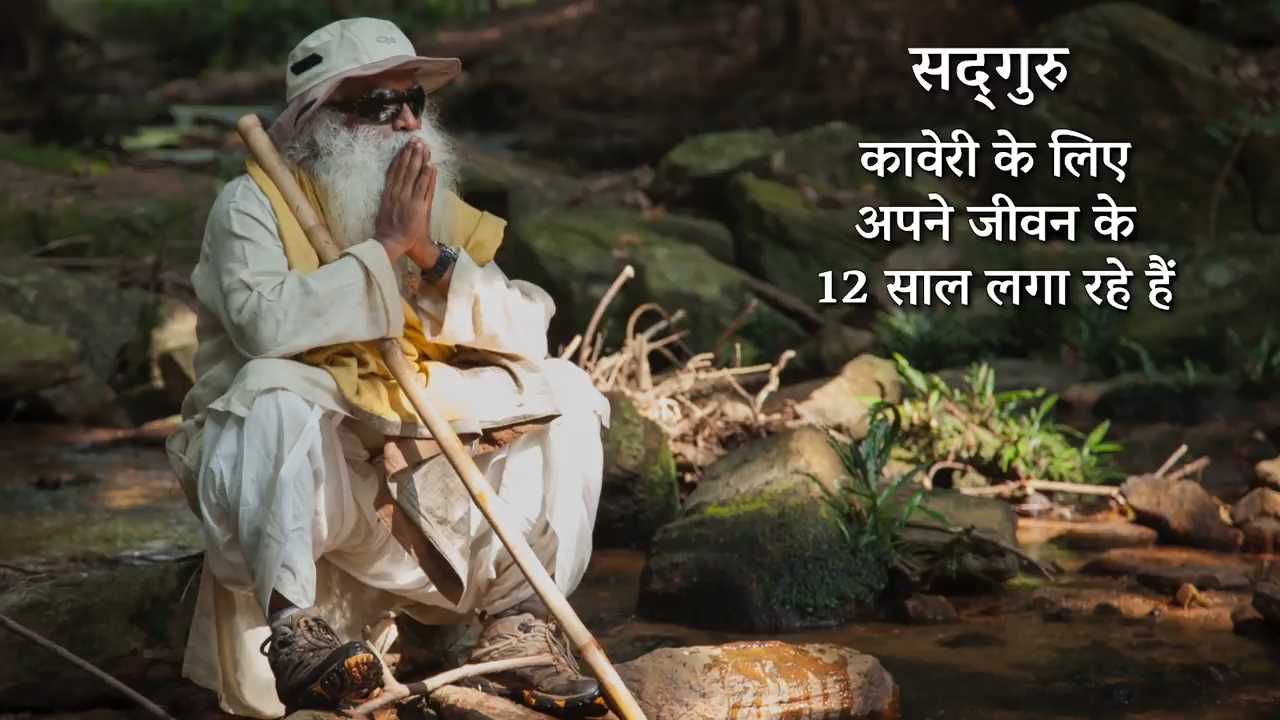 सद्गुरु
कावेरी के लिए
अपने जीवन के
12 साल लगा रहे हैं